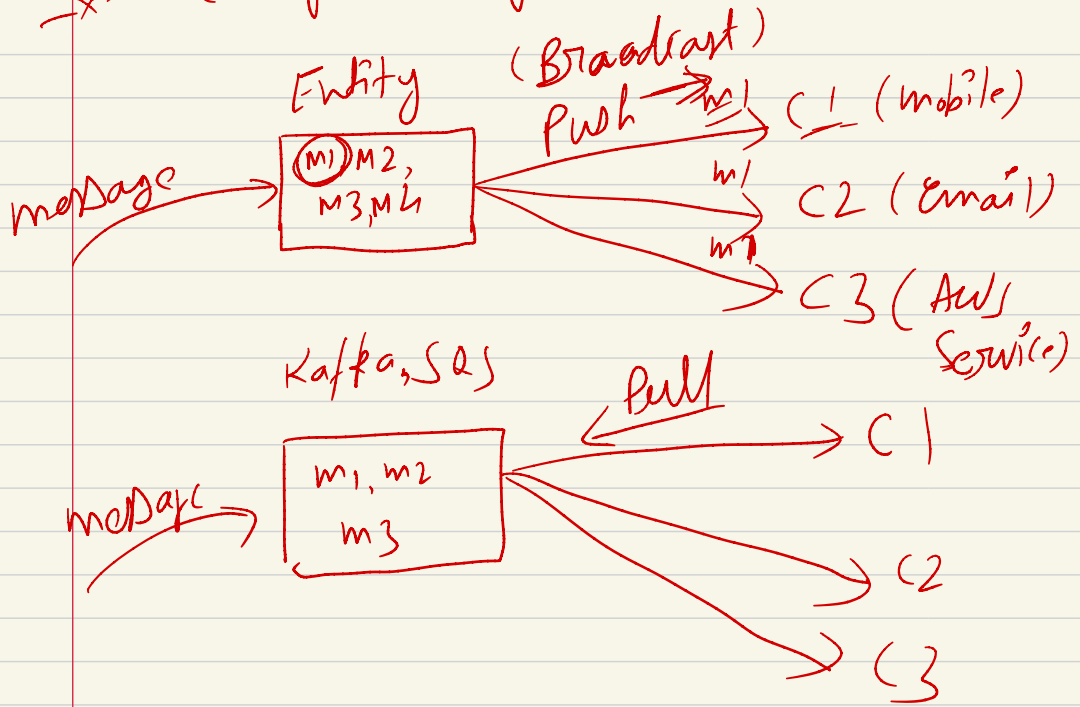 (Broadcast)
Entity
Push
m1
C1 (mobile)
M1 M2,
M3, M4
message
m1
C2 (Email)
m1
C3 (AWS
Service)
Kafka, SQS
Pull
C1
m1, m2
m3
message
C2
C3